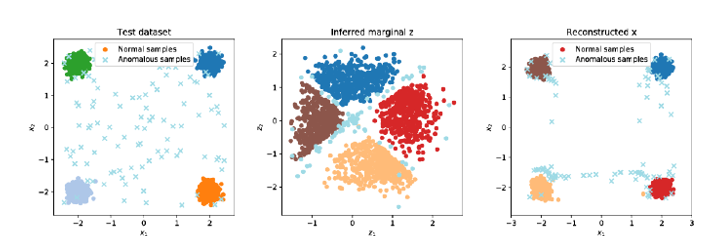 Test dataset
Normal samples
Anomalous samples
2
1
0
−1
−2
x₂
−2 −1 0 1 2
x₁
Inferred marginal z
2
1
0
−1
−2
z₂
−1 0 1 2
z₁
Reconstructed x
Normal samples
Anomalous samples
2
1
0
−1
−2
x₂
−3 −2 −1 0 1 2 3
x₁